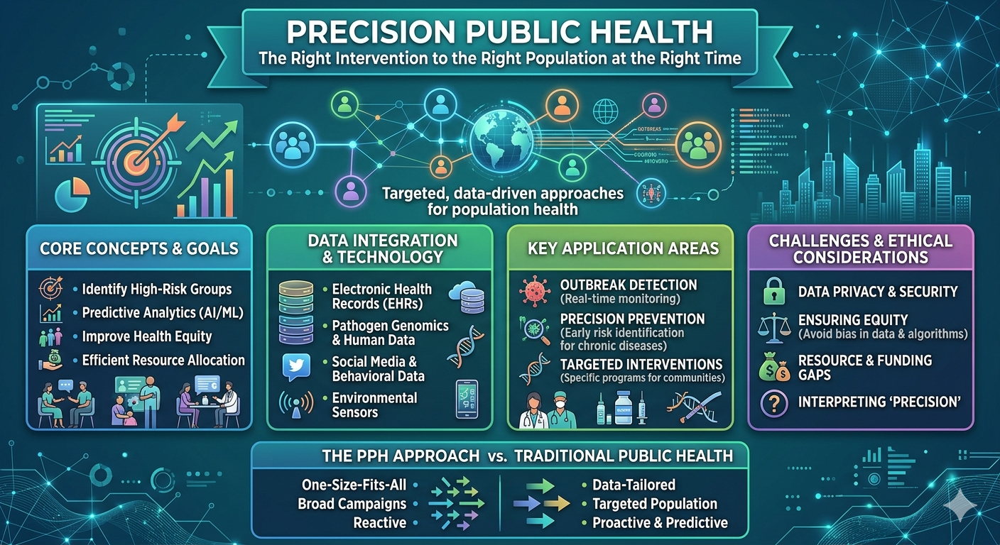 PRECISION PUBLIC HEALTH
The Right Intervention to the Right Population at the Right Time
OUTBREAKS
Targeted, data-driven approaches
for population health
CORE CONCEPTS & GOALS
• Identify High-Risk Groups
• Predictive Analytics (AI/ML)
• Improve Health Equity
• Efficient Resource Allocation
DATA INTEGRATION
& TECHNOLOGY
• Electronic Health
Records (EHRs)
• Pathogen Genomics
& Human Data
• Social Media &
Behavioral Data
• Environmental
Sensors
KEY APPLICATION AREAS
OUTBREAK DETECTION
(Real-time monitoring)
PRECISION PREVENTION
(Early risk identification
for chronic diseases)
TARGETED INTERVENTIONS
(Specific programs for communities)
CHALLENGES & ETHICAL
CONSIDERATIONS
DATA PRIVACY & SECURITY
ENSURING EQUITY
(Avoid bias in data & algorithms)
RESOURCE & FUNDING
GAPS
?
INTERPRETING ‘PRECISION’
THE PPH APPROACH vs. TRADITIONAL PUBLIC HEALTH
One-Size-Fits-All •
Broad Campaigns •
Reactive •
• Data-Tailored
• Targeted Population
• Proactive & Predictive